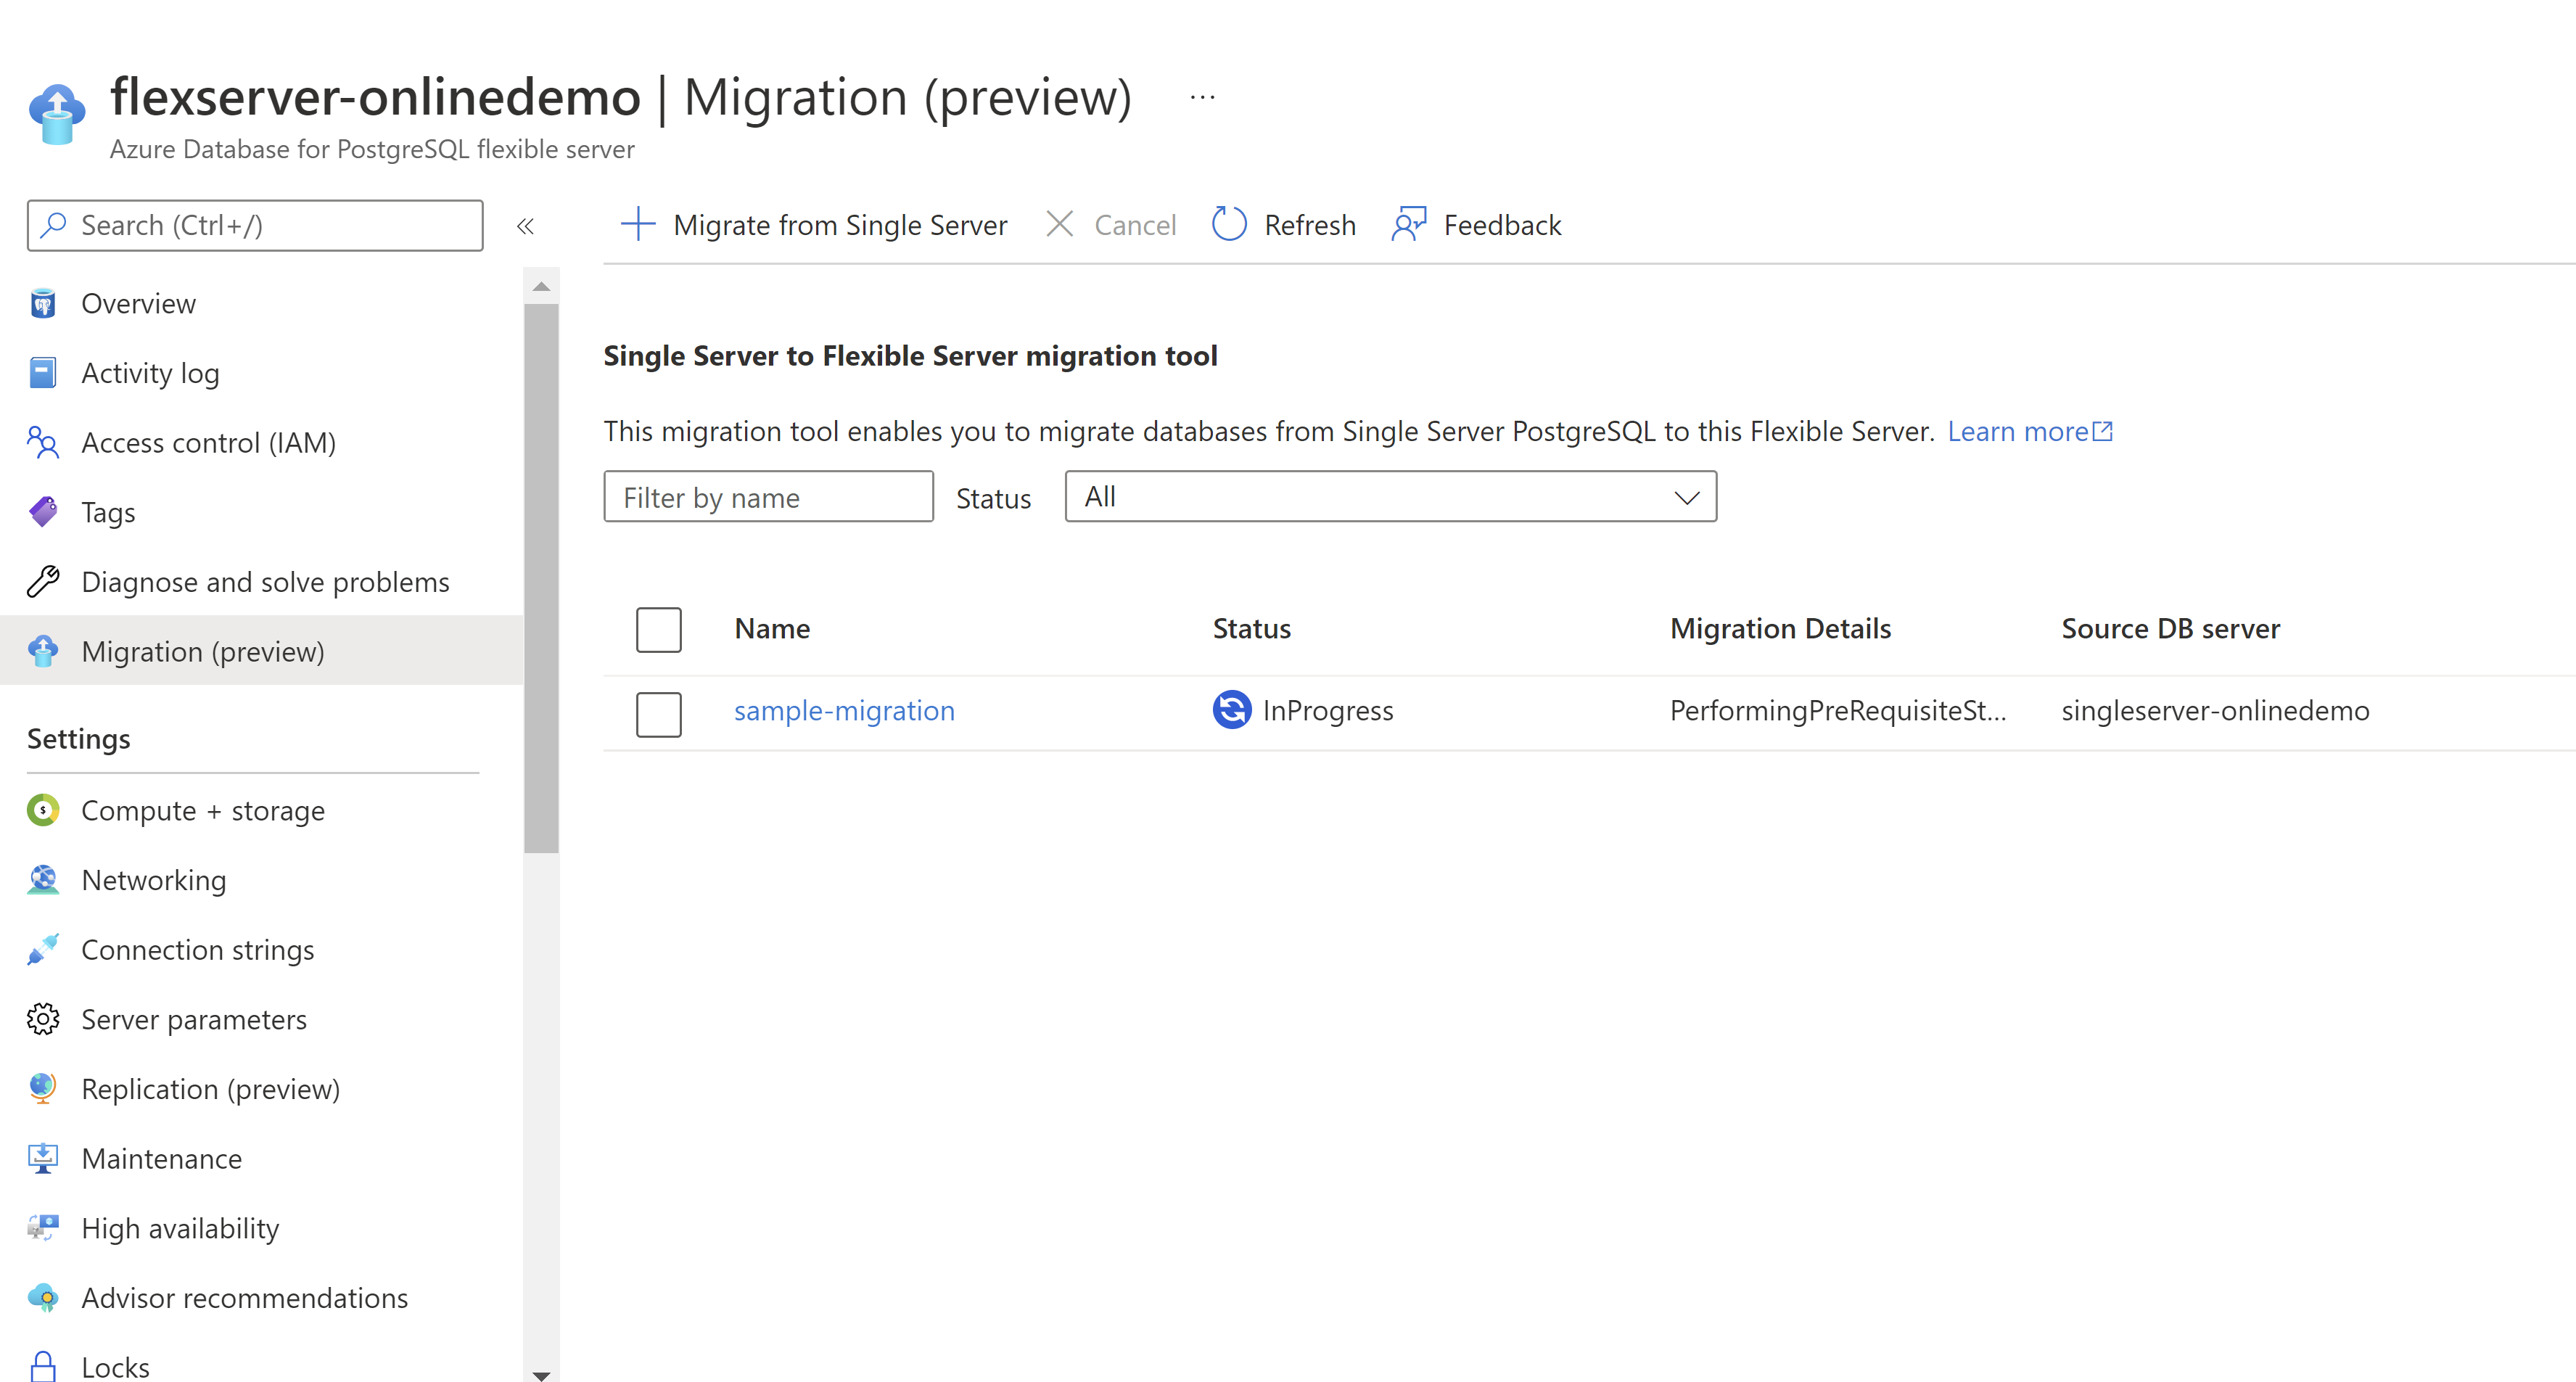 flexserver-onlinedemo | Migration (preview) ...
Azure Database for PostgreSQL flexible server
Search (Ctrl+/)
«
Overview
Activity log
Access control (IAM)
Tags
Diagnose and solve problems
Migration (preview)
Settings
Compute + storage
Networking
Connection strings
Server parameters
Replication (preview)
Maintenance
High availability
Advisor recommendations
Locks
Migrate from Single Server Cancel Refresh Feedback
Single Server to Flexible Server migration tool
This migration tool enables you to migrate databases from Single Server PostgreSQL to this Flexible Server. Learn more
Filter by name Status All
Name Status Migration Details Source DB server
sample-migration InProgress PerformingPreRequisiteSt... singleserver-onlinedemo